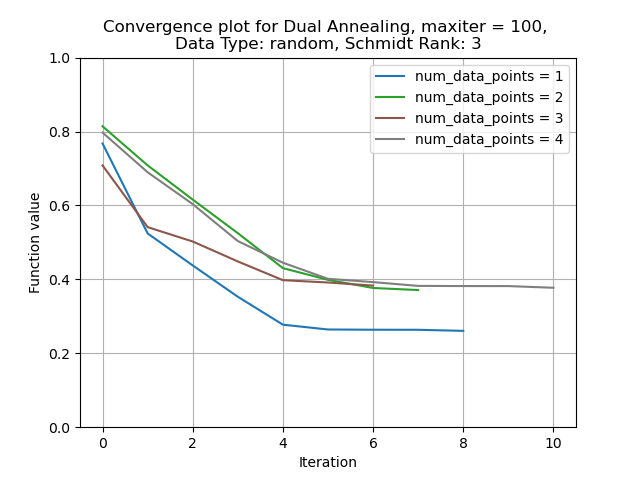 Convergence plot for Dual Annealing, maxiter = 100,
Data Type: random, Schmidt Rank: 3
num_data_points = 1
num_data_points = 2
num_data_points = 3
num_data_points = 4
Function value
1.0
0.8
0.6
0.4
0.2
0.0
0 2 4 6 8 10
Iteration